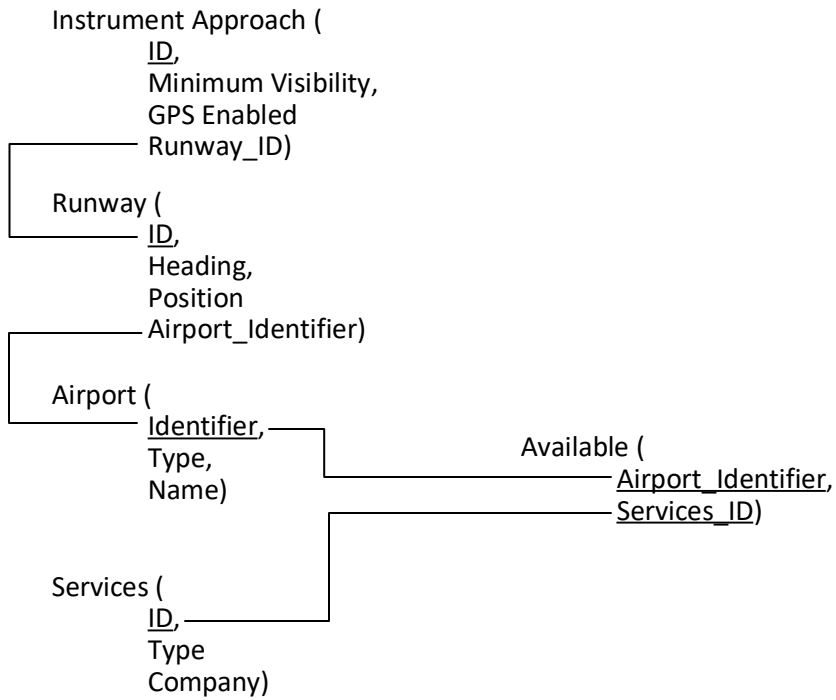 Instrument Approach (
ID,
Minimum Visibility,
GPS Enabled
Runway_ID)
Runway (
ID,
Heading,
Position
Airport_Identifier)
Airport (
Identifier,
Type,
Name)
Available (
Airport_Identifier,
Services_ID)
Services (
ID,
Type
Company)